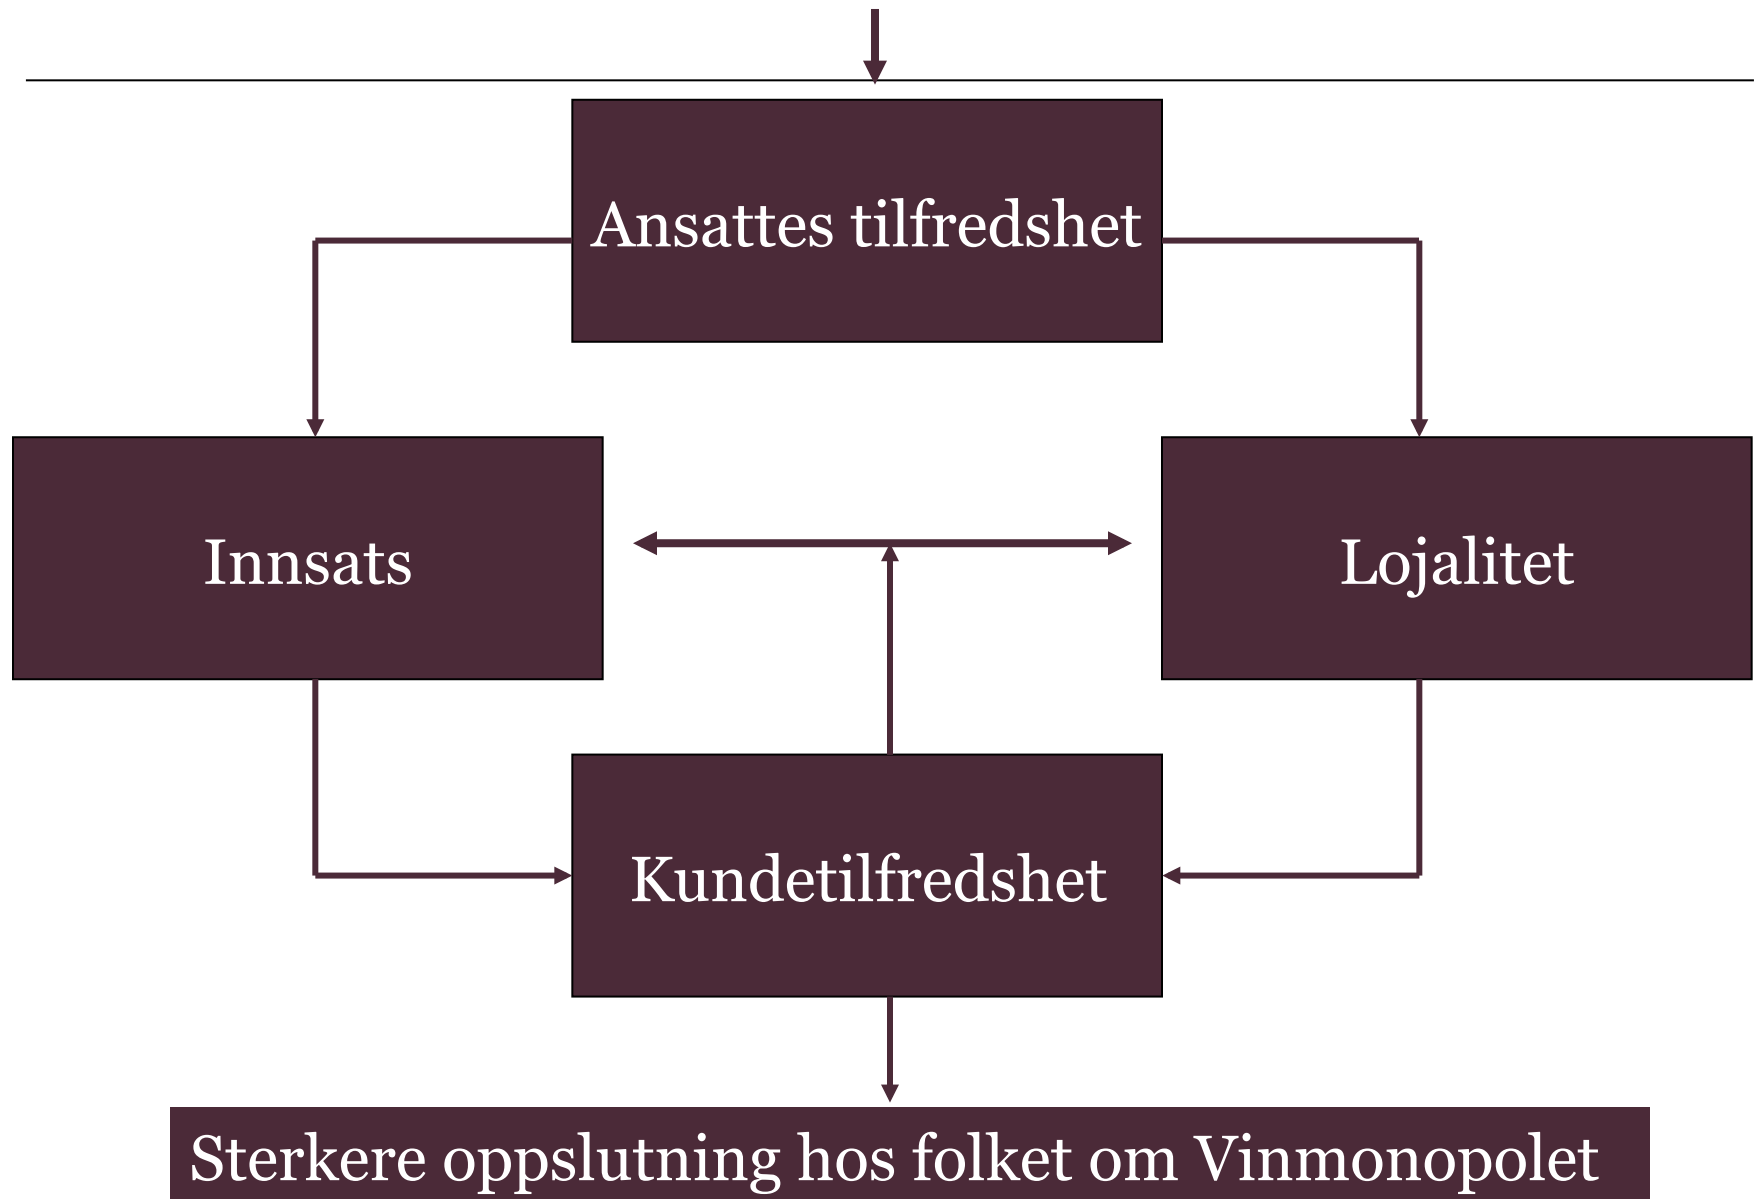 Ansattes tilfredshet
Innsats
Lojalitet
Kundetilfredshet
Sterkere oppslutning hos folket om Vinmonopolet